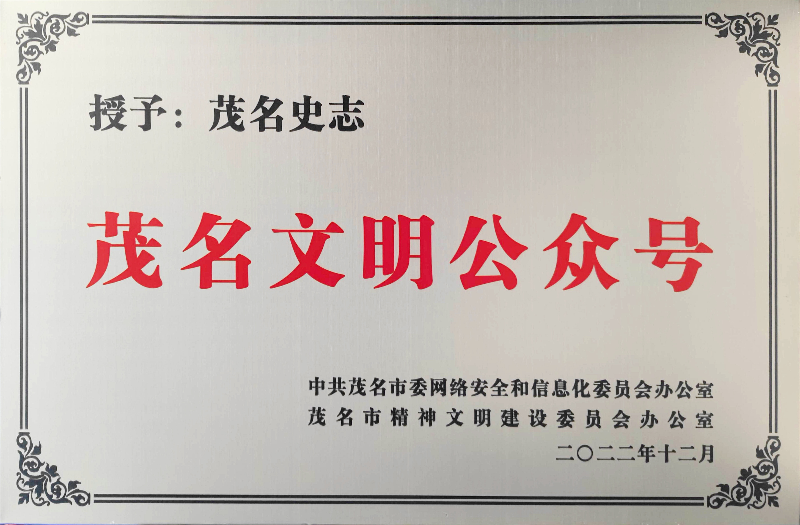 授予：茂名史志
茂名文明公众号
中共茂名市委网络安全和信息化委员会办公室
茂名市精神文明建设委员会办公室
二〇二二年十二月